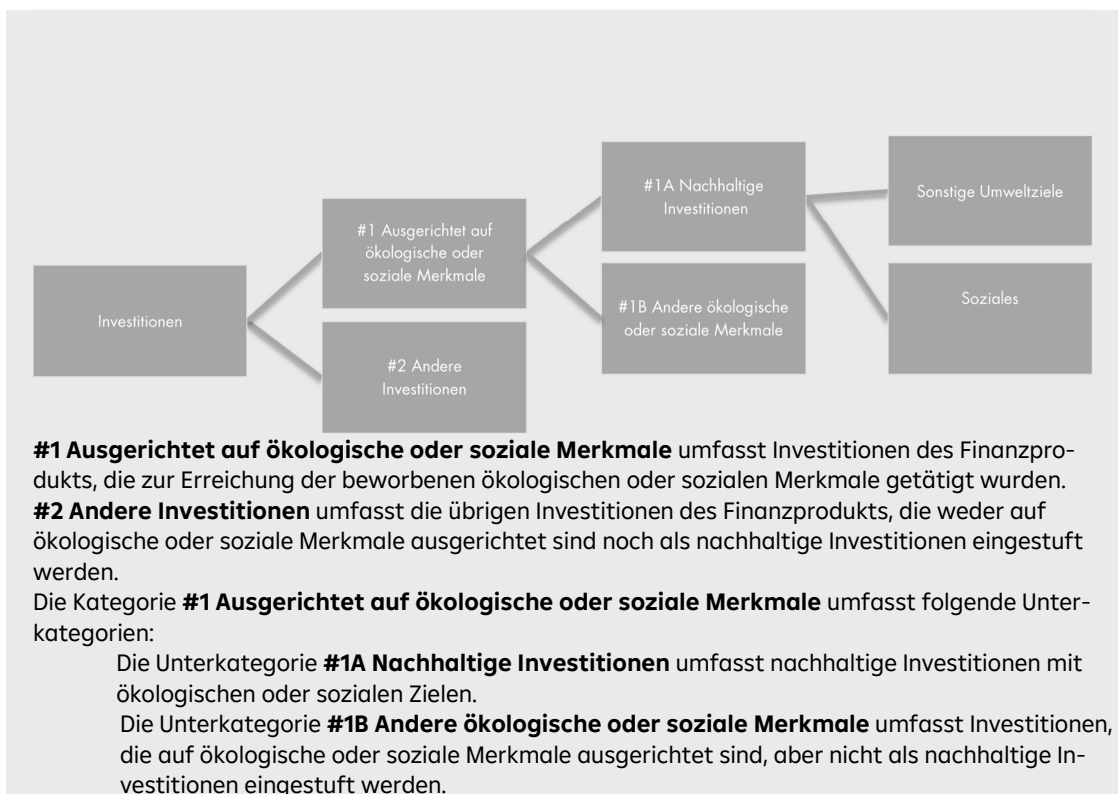 Investitionen
#1 Ausgerichtet auf
ökologische oder
soziale Merkmale
#2 Andere
Investitionen
#1A Nachhaltige
Investitionen
#1B Andere ökologische
oder soziale Merkmale
Sonstige Umweltziele
Soziales
#1 Ausgerichtet auf ökologische oder soziale Merkmale umfasst Investitionen des Finanzpro-
dukts, die zur Erreichung der beworbenen ökologischen oder sozialen Merkmale getätigt wurden.
#2 Andere Investitionen umfasst die übrigen Investitionen des Finanzprodukts, die weder auf
ökologische oder soziale Merkmale ausgerichtet sind noch als nachhaltige Investitionen eingestuft
werden.
Die Kategorie #1 Ausgerichtet auf ökologische oder soziale Merkmale umfasst folgende Unter-
kategorien:
Die Unterkategorie #1A Nachhaltige Investitionen umfasst nachhaltige Investitionen mit
ökologischen oder sozialen Zielen.
Die Unterkategorie #1B Andere ökologische oder soziale Merkmale umfasst Investitionen,
die auf ökologische oder soziale Merkmale ausgerichtet sind, aber nicht als nachhaltige In-
vestitionen eingestuft werden.